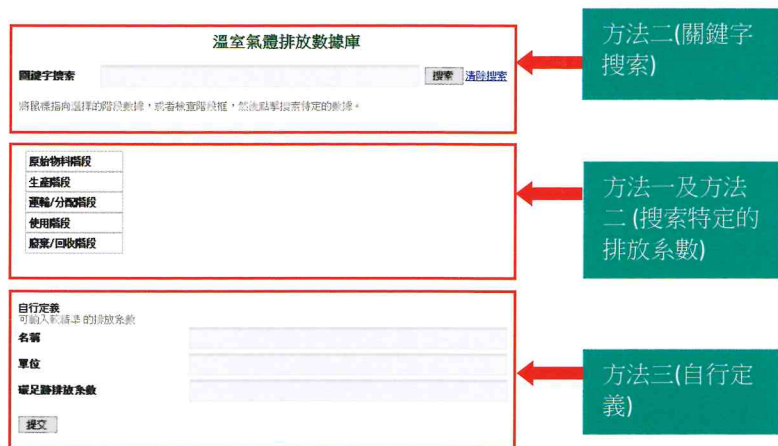 溫室氣體排放數據庫
關鍵字搜索
搜索 清除搜索
將鼠標指向選擇的階段數據，或者檢查階段框，然後點擊搜索特定的數據。
方法二(關鍵字
搜索)
原始物料階段
生產階段
運輸/分配階段
使用階段
廢棄/回收階段
方法一及方法
二 (搜索特定的
排放系數)
自行定義
可輸入較精準的排放系數
名稱
單位
碳足跡排放系數
提交
方法三(自行定
義)